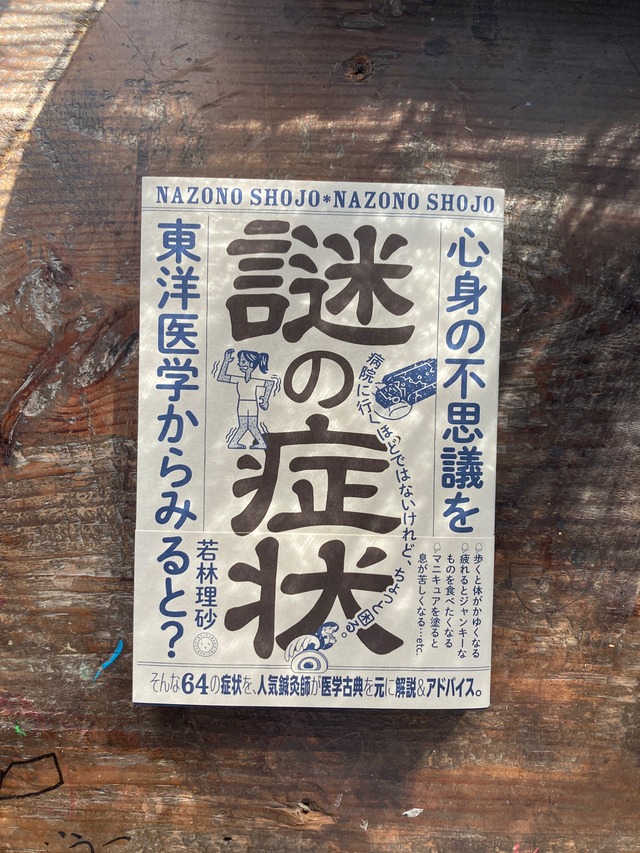 NAZONO SHOJO*NAZONO SHOJO
心身の不思議を
東洋医学からみると？
謎の症状
病院に行くほどではないけれど、ちょっと困る。
若林理砂
歩くと体がかゆくなる
疲れるとジャンキーな
ものを食べたくなる
マニキュアを塗ると
息が苦しくなる…etc.
そんな64の症状を、人気鍼灸師が医学古典を元に解説&アドバイス。